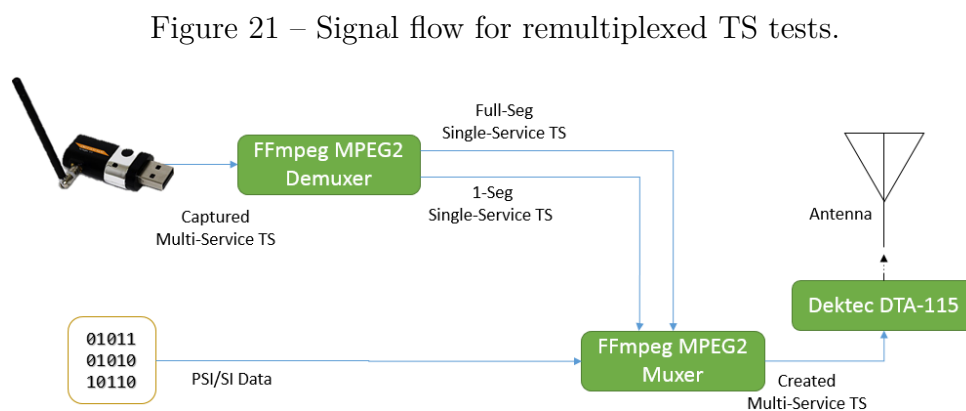 Figure 21 – Signal flow for remultiplexed TS tests.
Full-Seg
Single-Service TS
FFmpeg MPEG2
Demuxer
1-Seg
Single-Service TS
Captured
Multi-Service TS
Antenna
Dektec DTA-115
01011
01010
10110
PSI/SI Data
FFmpeg MPEG2
Muxer
Created
Multi-Service TS